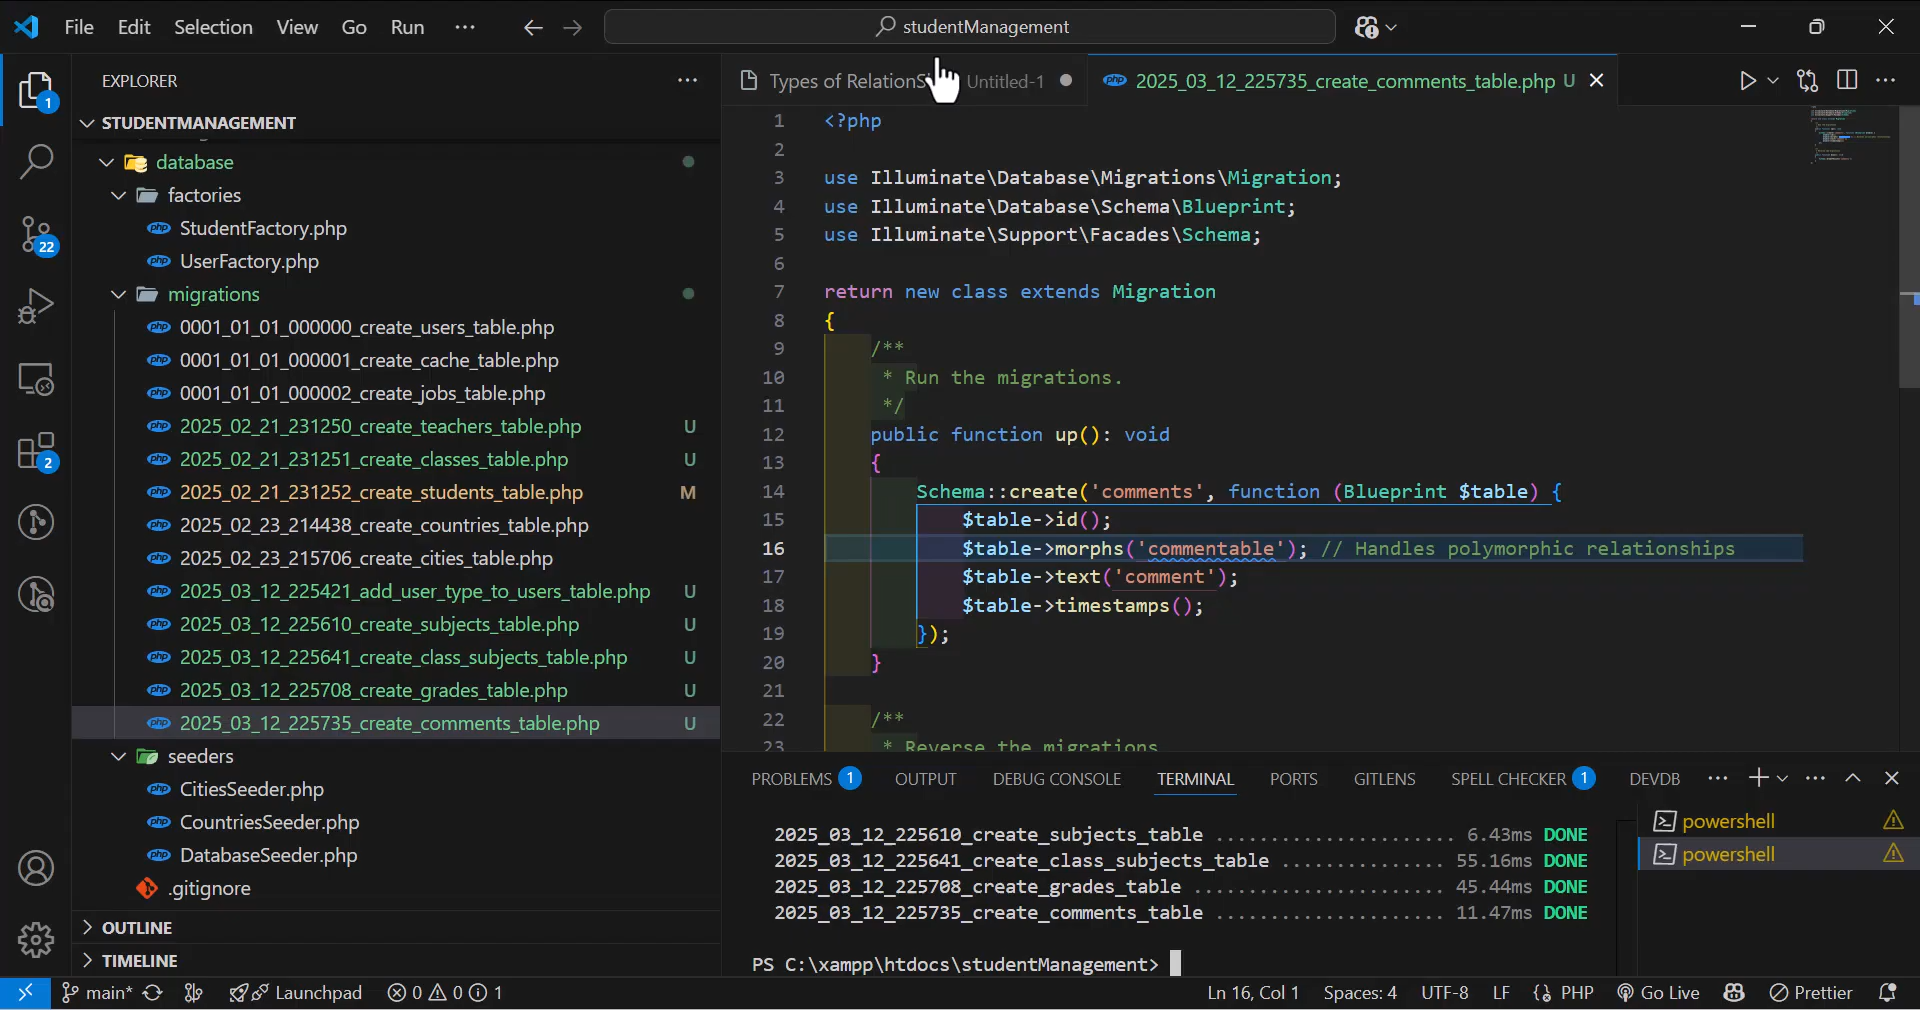 File Edit Selection View Go Run ··· studentManagement
EXPLORER ···
1
STUDENTMANAGEMENT
database
factories
StudentFactory.php
UserFactory.php
22
migrations
0001_01_01_000000_create_users_table.php
0001_01_01_000001_create_cache_table.php
0001_01_01_000002_create_jobs_table.php
2025_02_21_231250_create_teachers_table.php U
2025_02_21_231251_create_classes_table.php U
2
2025_02_21_231252_create_students_table.php M
2025_02_23_214438_create_countries_table.php
2025_02_23_215706_create_cities_table.php
2025_03_12_225421_add_user_type_to_users_table.php U
2025_03_12_225610_create_subjects_table.php U
2025_03_12_225641_create_class_subjects_table.php U
2025_03_12_225708_create_grades_table.php U
2025_03_12_225735_create_comments_table.php U
seeders
CitiesSeeder.php
CountriesSeeder.php
DatabaseSeeder.php
.gitignore
OUTLINE
TIMELINE
Types of Untitled-1
2025_03_12_225735_create_comments_table.php U
1 <?php
2
3 use Illuminate\Database\Migrations\Migration;
4 use Illuminate\Database\Schema\Blueprint;
5 use Illuminate\Support\Facades\Schema;
6
7 return new class extends Migration
8 {
9 /**
10 * Run the migrations.
11 */
12 public function up(): void
13 {
14 Schema::create('comments', function (Blueprint $table) {
15 $table->id();
16 $table->morphs('commentable'); // Handles polymorphic relationships
17 $table->text('comment');
18 $table->timestamps();
19 });
20 }
21
22 /**
23 * Reverse the migrations
PROBLEMS 1 OUTPUT DEBUG CONSOLE TERMINAL PORTS GITLENS SPELL CHECKER 1 DEVDB ···
2025_03_12_225610_create_subjects_table ..................... 6.43ms DONE
2025_03_12_225641_create_class_subjects_table .............. 55.16ms DONE
2025_03_12_225708_create_grades_table ...................... 45.44ms DONE
2025_03_12_225735_create_comments_table .................... 11.47ms DONE
PS C:\xampp\htdocs\studentManagement>
powershell
powershell
main* Launchpad 0 0 1 Ln 16, Col 1 Spaces: 4 UTF-8 LF PHP Go Live Prettier